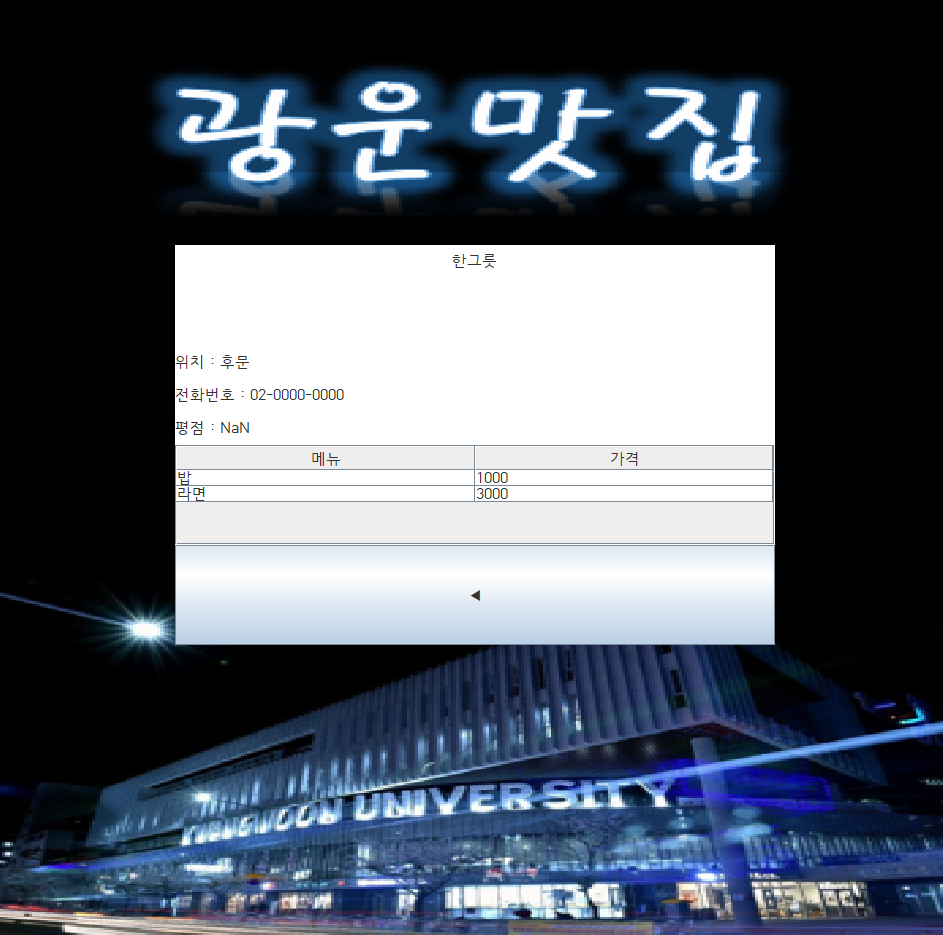 광운맛집
한그릇
위치 : 후문
전화번호 : 02-0000-0000
평점 : NaN
메뉴 가격
밥 1000
라면 3000
◀
KWANGWOON UNIVERSITY